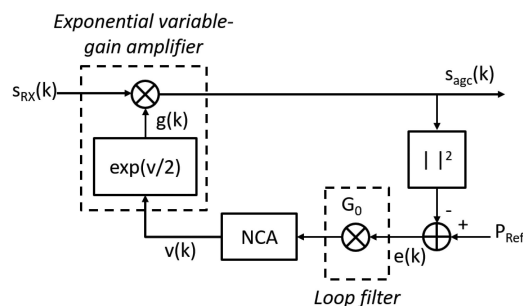 Exponential variable-
gain amplifier
s_RX(k)
s_agc(k)
g(k)
exp(v/2)
| |²
G₀
-
+
NCA
P_Ref
v(k)
e(k)
Loop filter